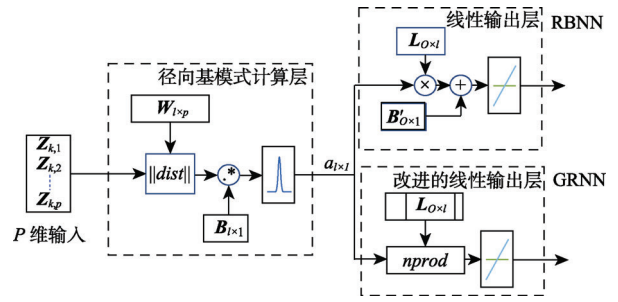 线性输出层 RBNN
L_{O×l}
径向基模式计算层
× +
W_{l×p}
B'_{O×1}
Z_{k,1}
Z_{k,2}
Z_{k,p}
||dist||
.*
a_{l×1}
B_{l×1}
P 维输入
改进的线性输出层 GRNN
L_{O×l}
nprod